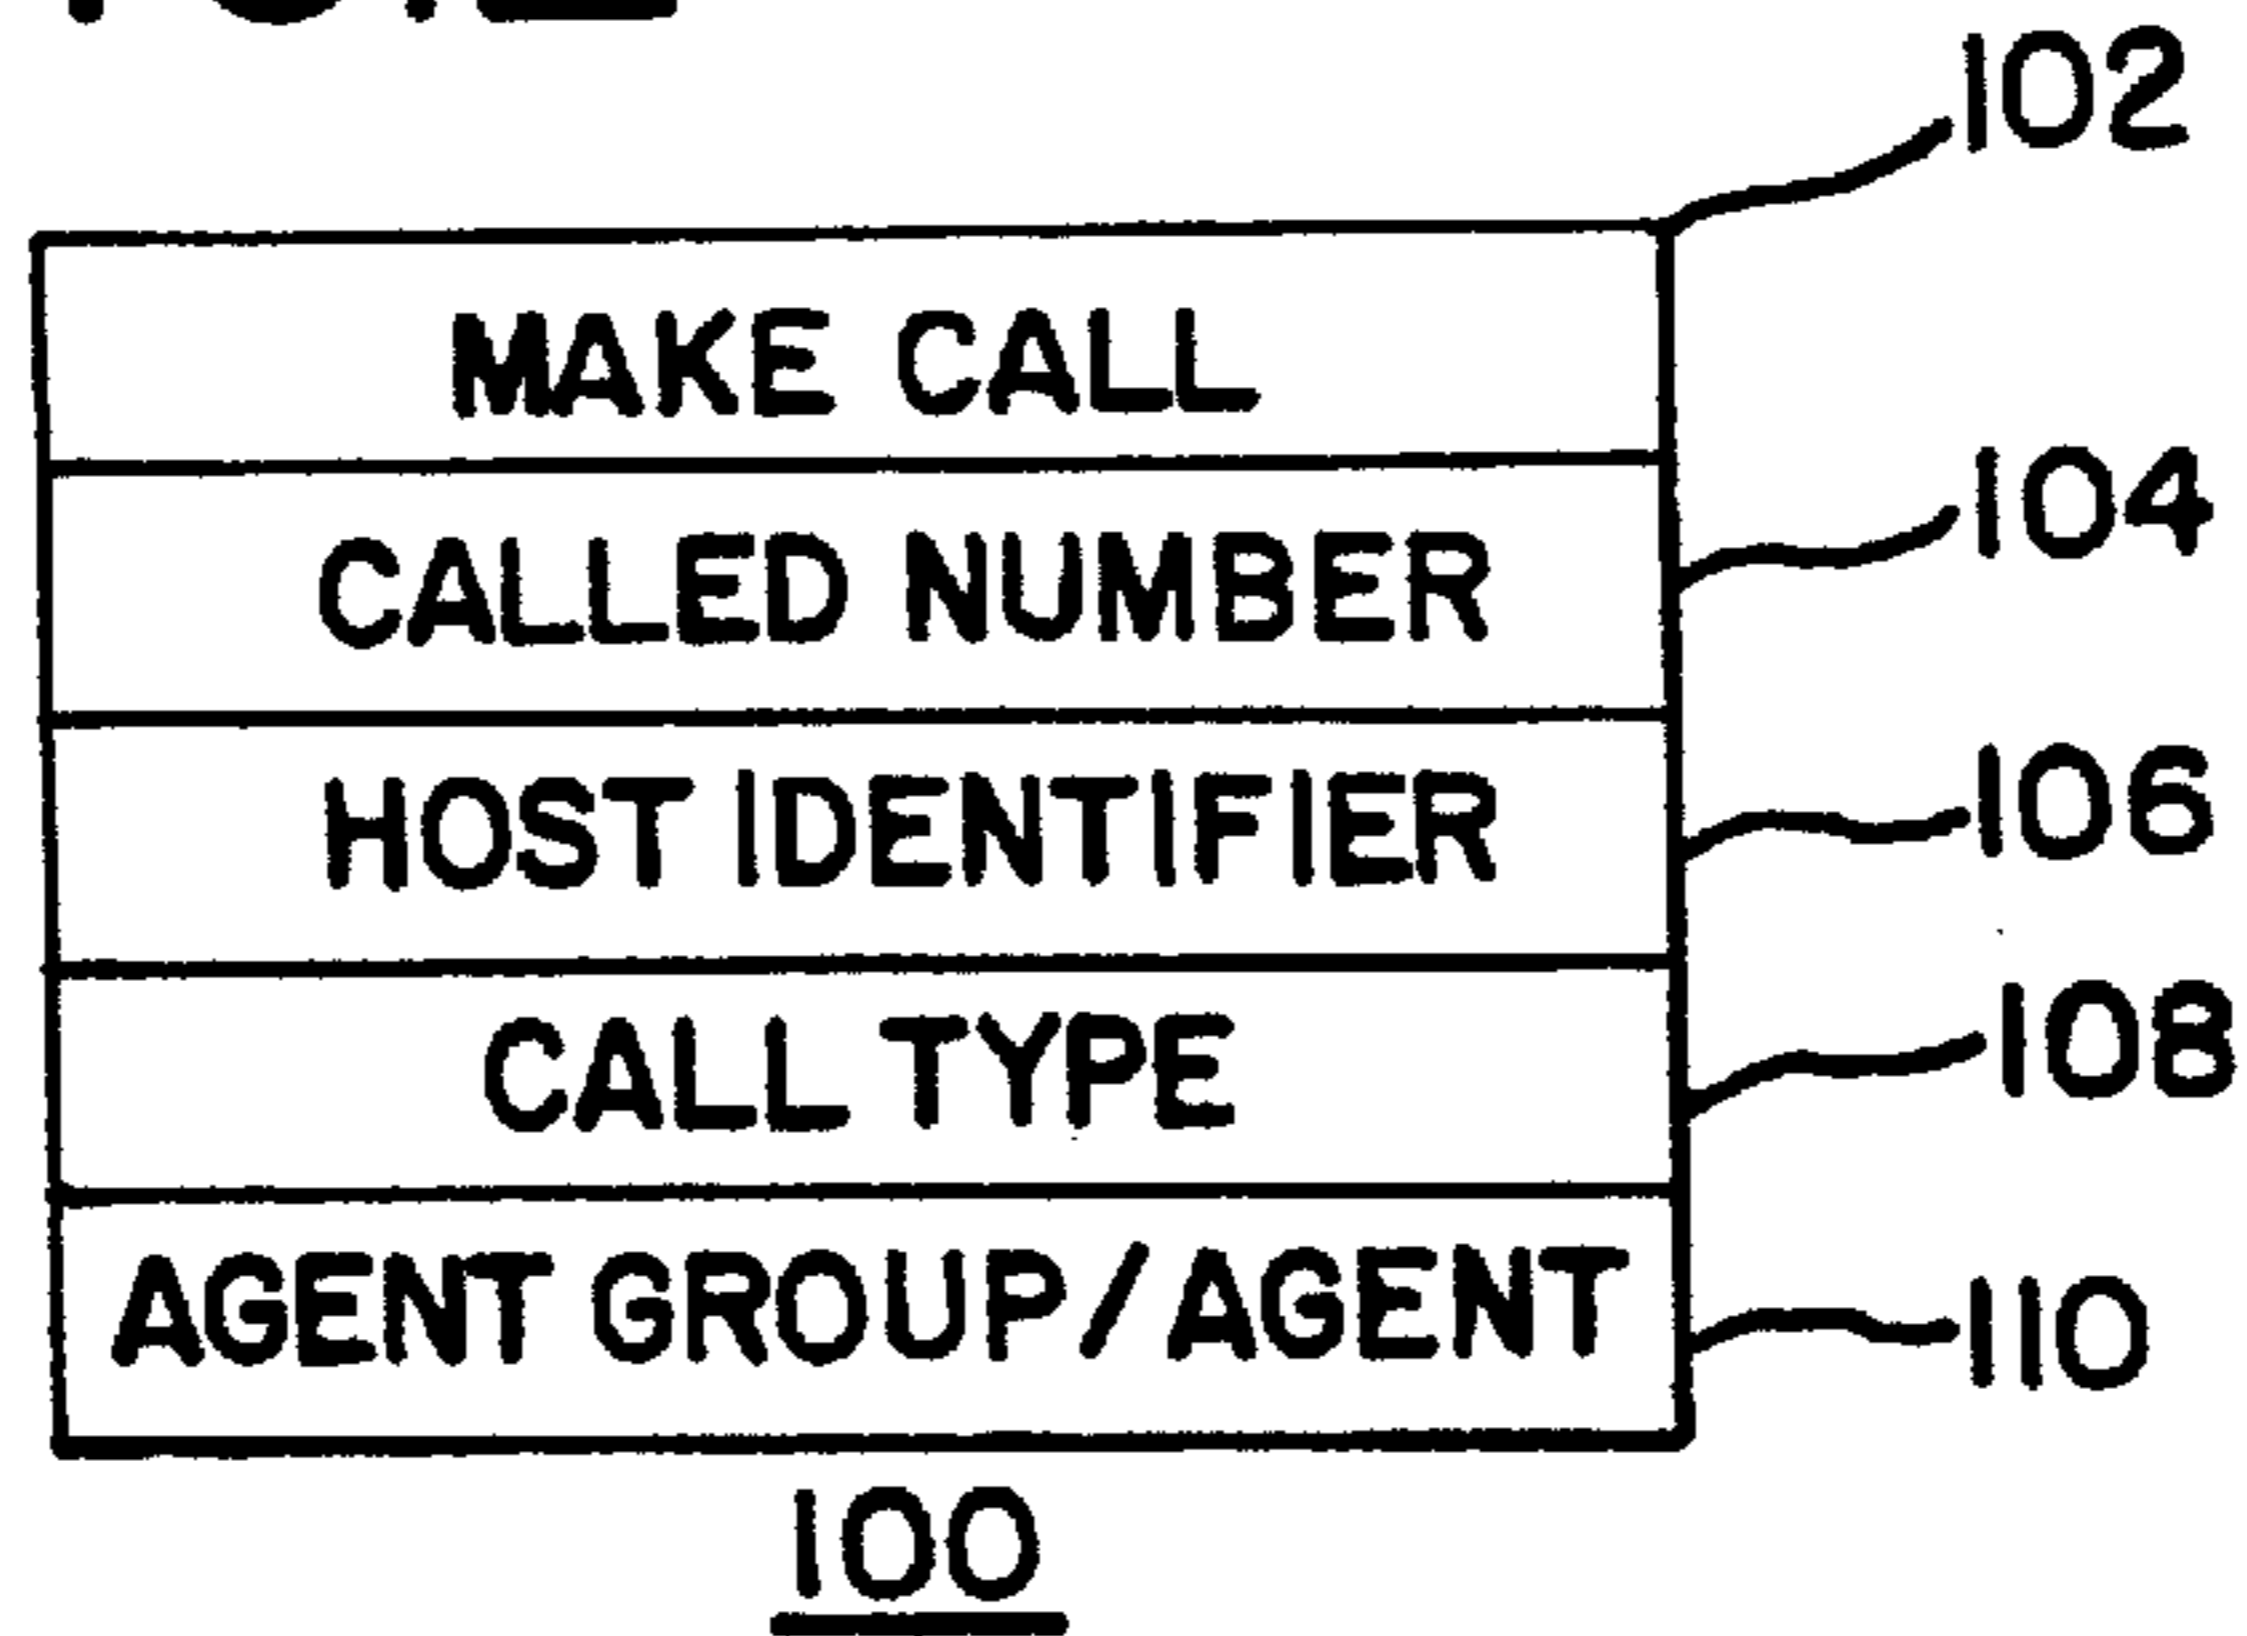 102
MAKE CALL
CALLED NUMBER 104
HOST IDENTIFIER 106
CALL TYPE 108
AGENT GROUP/AGENT 110
100